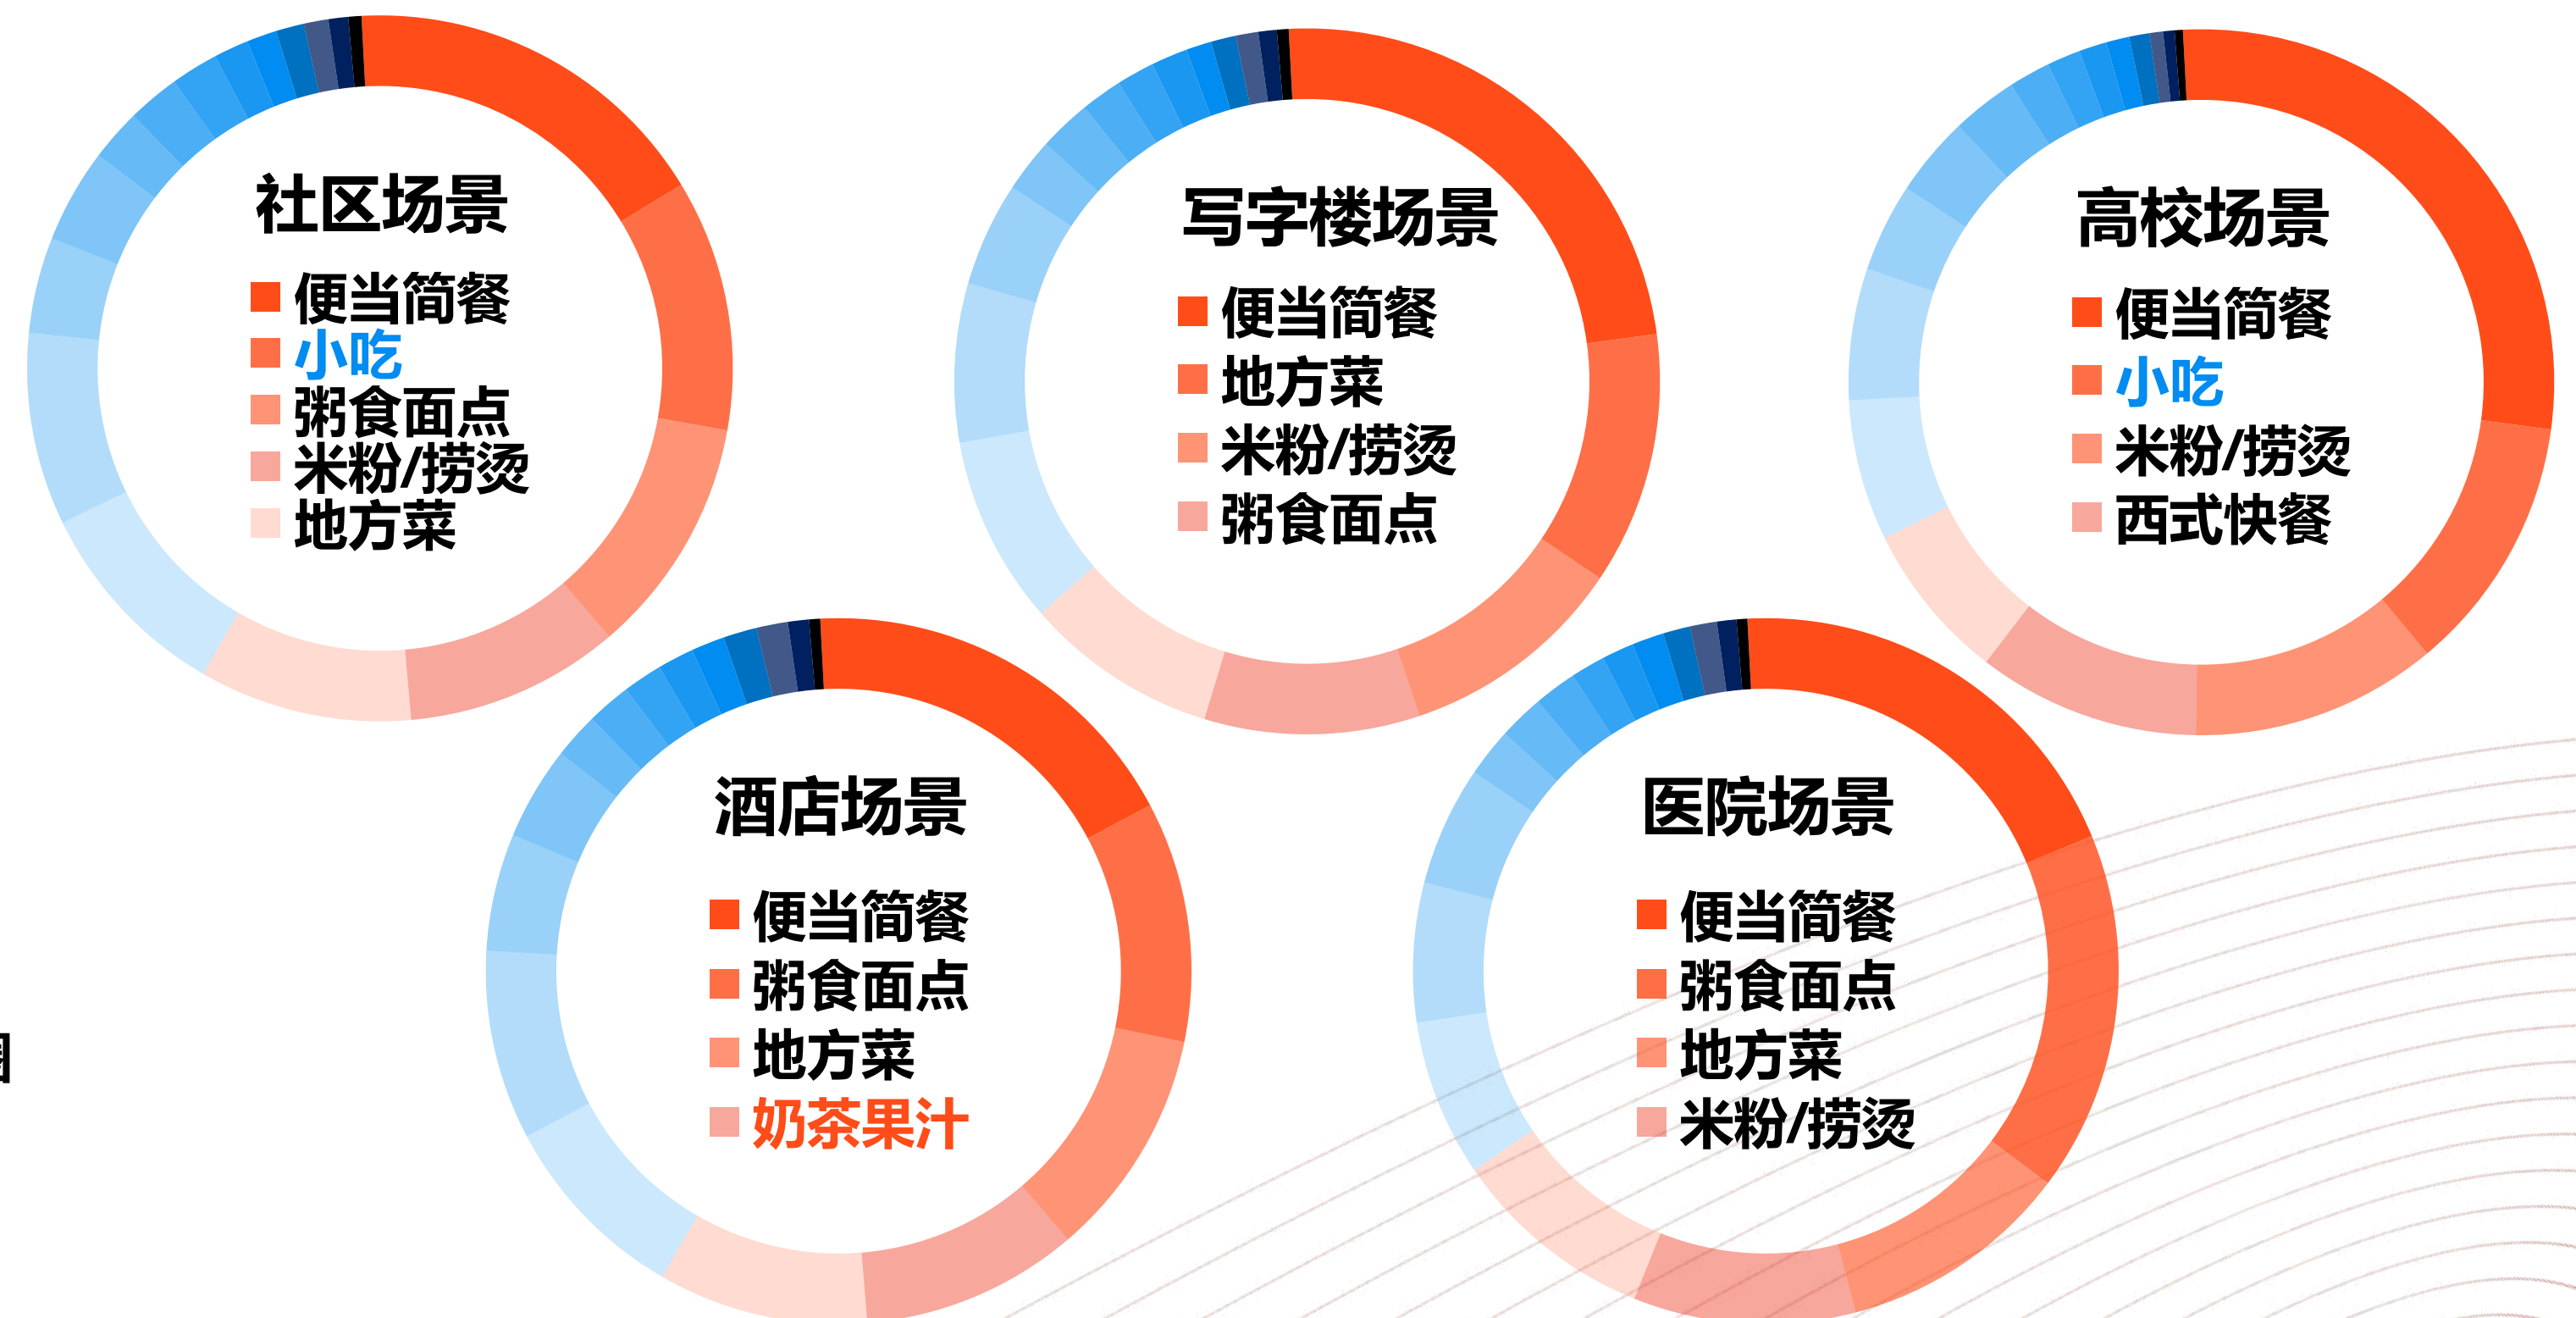 社区场景
便当简餐
小吃
粥食面点
米粉/捞烫
地方菜
写字楼场景
便当简餐
地方菜
米粉/捞烫
粥食面点
高校场景
便当简餐
小吃
米粉/捞烫
西式快餐
酒店场景
便当简餐
粥食面点
地方菜
奶茶果汁
医院场景
便当简餐
粥食面点
地方菜
米粉/捞烫